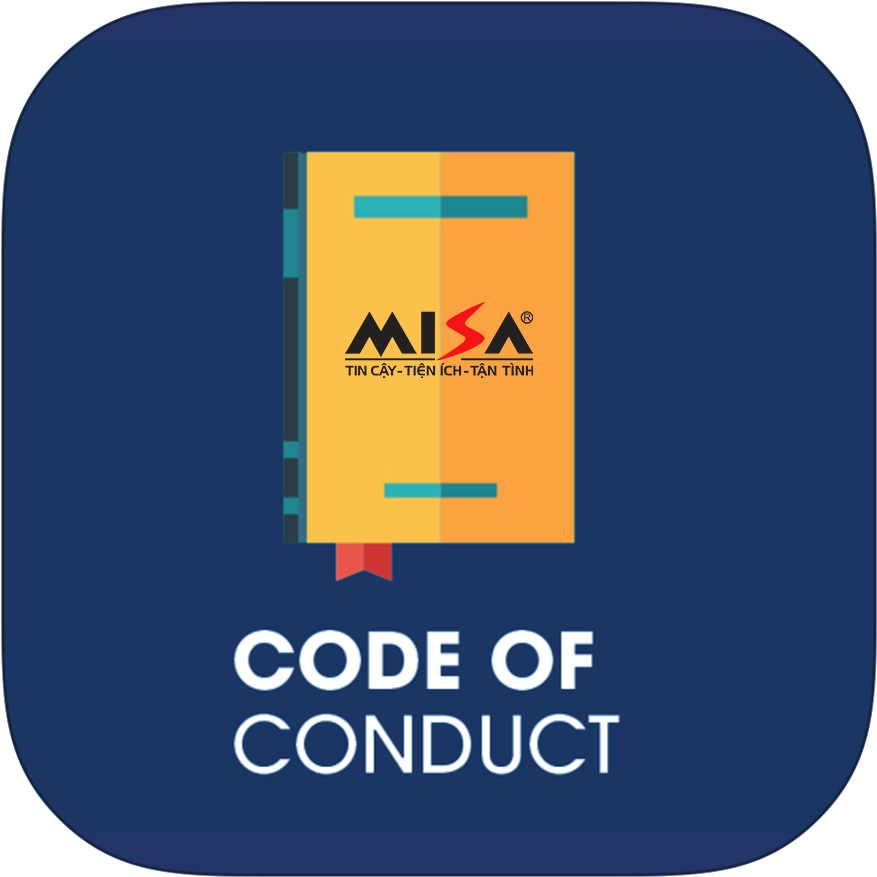 MISA®
TIN CẬY-TIỆN ÍCH-TẬN TÌNH
CODE OF
CONDUCT